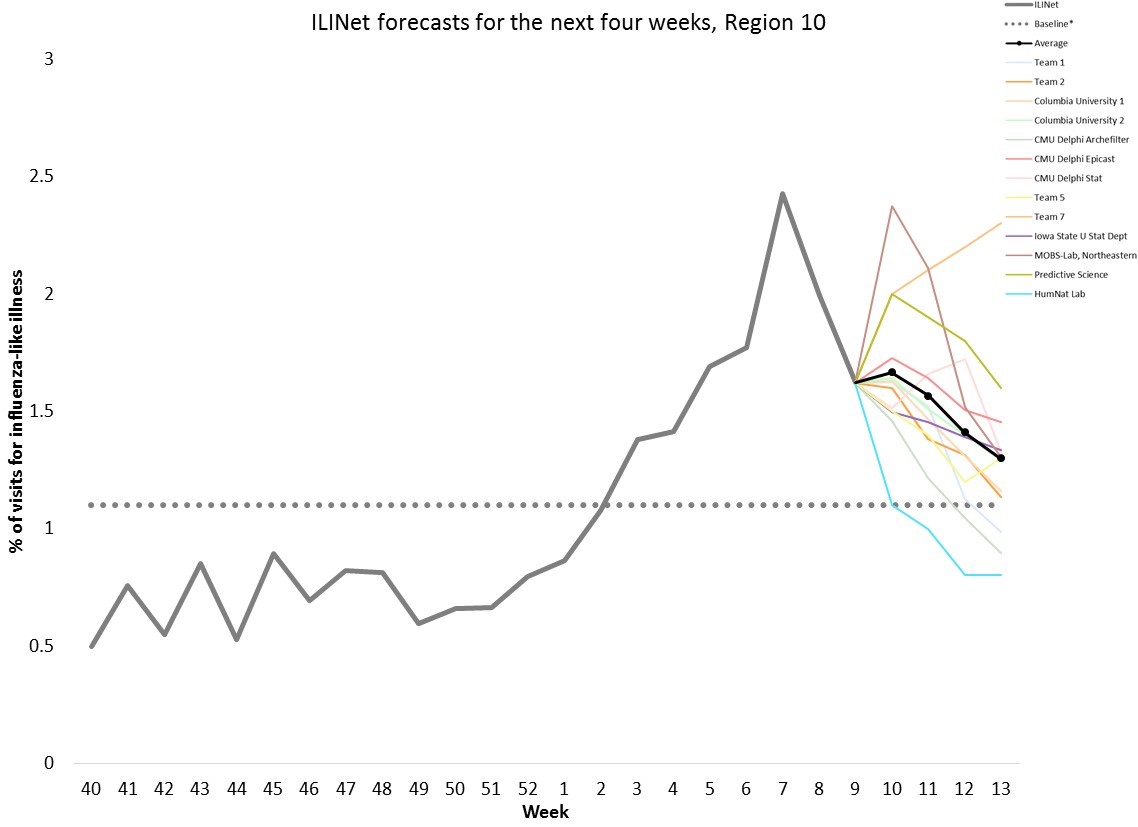 ILINet forecasts for the next four weeks, Region 10
ILINet
Baseline*
Average
Team 1
Team 2
Columbia University 1
Columbia University 2
CMU Delphi Archefilter
CMU Delphi Epicast
CMU Delphi Stat
Team 5
Team 7
Iowa State U Stat Dept
MOBS-Lab, Northeastern
Predictive Science
HumNat Lab
3
2.5
2
1.5
1
0.5
0
% of visits for influenza-like illness
40 41 42 43 44 45 46 47 48 49 50 51 52 1 2 3 4 5 6 7 8 9 10 11 12 13
Week